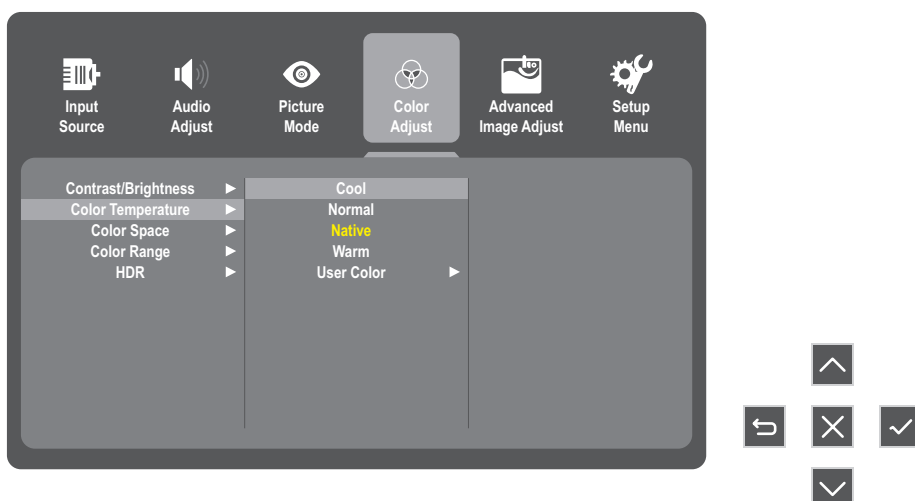 Input
Source
Audio
Adjust
Picture
Mode
Color
Adjust
Advanced
Image Adjust
Setup
Menu
Contrast/Brightness
Color Temperature
Color Space
Color Range
HDR
Cool
Normal
Native
Warm
User Color